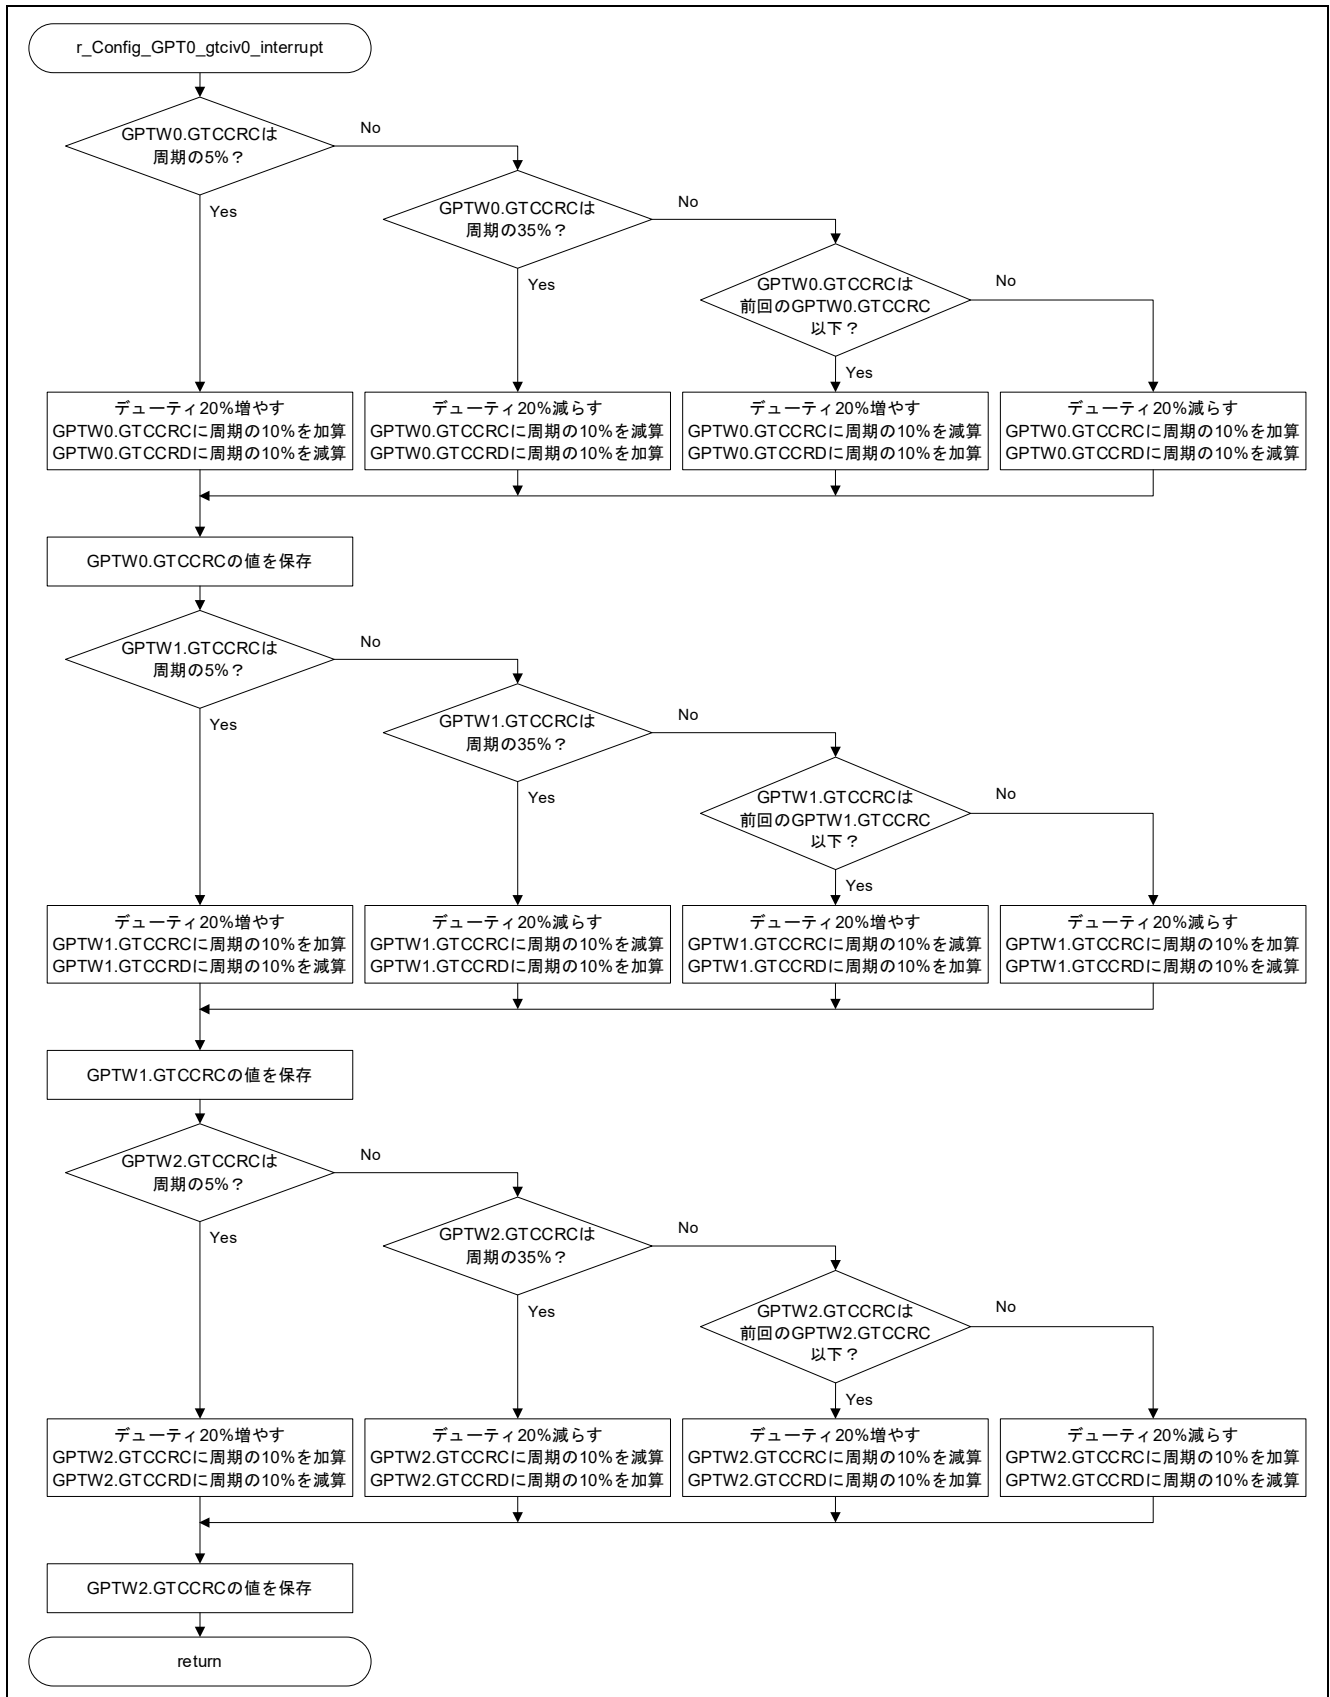 r_Config_GPT0_gtciv0_interrupt
GPTW0.GTCCRCは
周期の5%？
No
Yes
GPTW0.GTCCRCは
周期の35%？
No
Yes
GPTW0.GTCCRCは
前回のGPTW0.GTCCRC
以下？
No
Yes
デューティ20%増やす
GPTW0.GTCCRCに周期の10%を加算
GPTW0.GTCCRDに周期の10%を減算
デューティ20%減らす
GPTW0.GTCCRCに周期の10%を減算
GPTW0.GTCCRDに周期の10%を加算
デューティ20%増やす
GPTW0.GTCCRCに周期の10%を減算
GPTW0.GTCCRDに周期の10%を加算
デューティ20%減らす
GPTW0.GTCCRCに周期の10%を加算
GPTW0.GTCCRDに周期の10%を減算
GPTW0.GTCCRCの値を保存
GPTW1.GTCCRCは
周期の5%？
No
Yes
GPTW1.GTCCRCは
周期の35%？
No
Yes
GPTW1.GTCCRCは
前回のGPTW1.GTCCRC
以下？
No
Yes
デューティ20%増やす
GPTW1.GTCCRCに周期の10%を加算
GPTW1.GTCCRDに周期の10%を減算
デューティ20%減らす
GPTW1.GTCCRCに周期の10%を減算
GPTW1.GTCCRDに周期の10%を加算
デューティ20%増やす
GPTW1.GTCCRCに周期の10%を減算
GPTW1.GTCCRDに周期の10%を加算
デューティ20%減らす
GPTW1.GTCCRCに周期の10%を加算
GPTW1.GTCCRDに周期の10%を減算
GPTW1.GTCCRCの値を保存
GPTW2.GTCCRCは
周期の5%？
No
Yes
GPTW2.GTCCRCは
周期の35%？
No
Yes
GPTW2.GTCCRCは
前回のGPTW2.GTCCRC
以下？
No
Yes
デューティ20%増やす
GPTW2.GTCCRCに周期の10%を加算
GPTW2.GTCCRDに周期の10%を減算
デューティ20%減らす
GPTW2.GTCCRCに周期の10%を減算
GPTW2.GTCCRDに周期の10%を加算
デューティ20%増やす
GPTW2.GTCCRCに周期の10%を減算
GPTW2.GTCCRDに周期の10%を加算
デューティ20%減らす
GPTW2.GTCCRCに周期の10%を加算
GPTW2.GTCCRDに周期の10%を減算
GPTW2.GTCCRCの値を保存
return